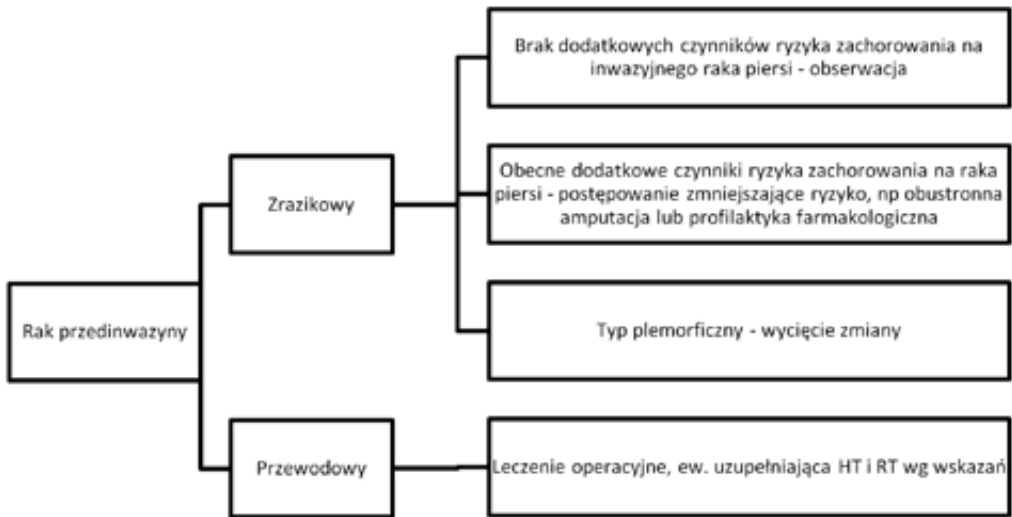 Brak dodatkowych czynników ryzyka zachorowania na
inwazyjnego raka piersi - obserwacja
Obecne dodatkowe czynniki ryzyka zachorowania na raka
piersi - postępowanie zmniejszające ryzyko, np obustronna
amputacja lub profilaktyka farmakologiczna
Zrazikowy
Rak przedinwazyny
Typ plemorficzny - wycięcie zmiany
Przewodowy
Leczenie operacyjne, ew. uzupełniająca HT i RT wg wskazań